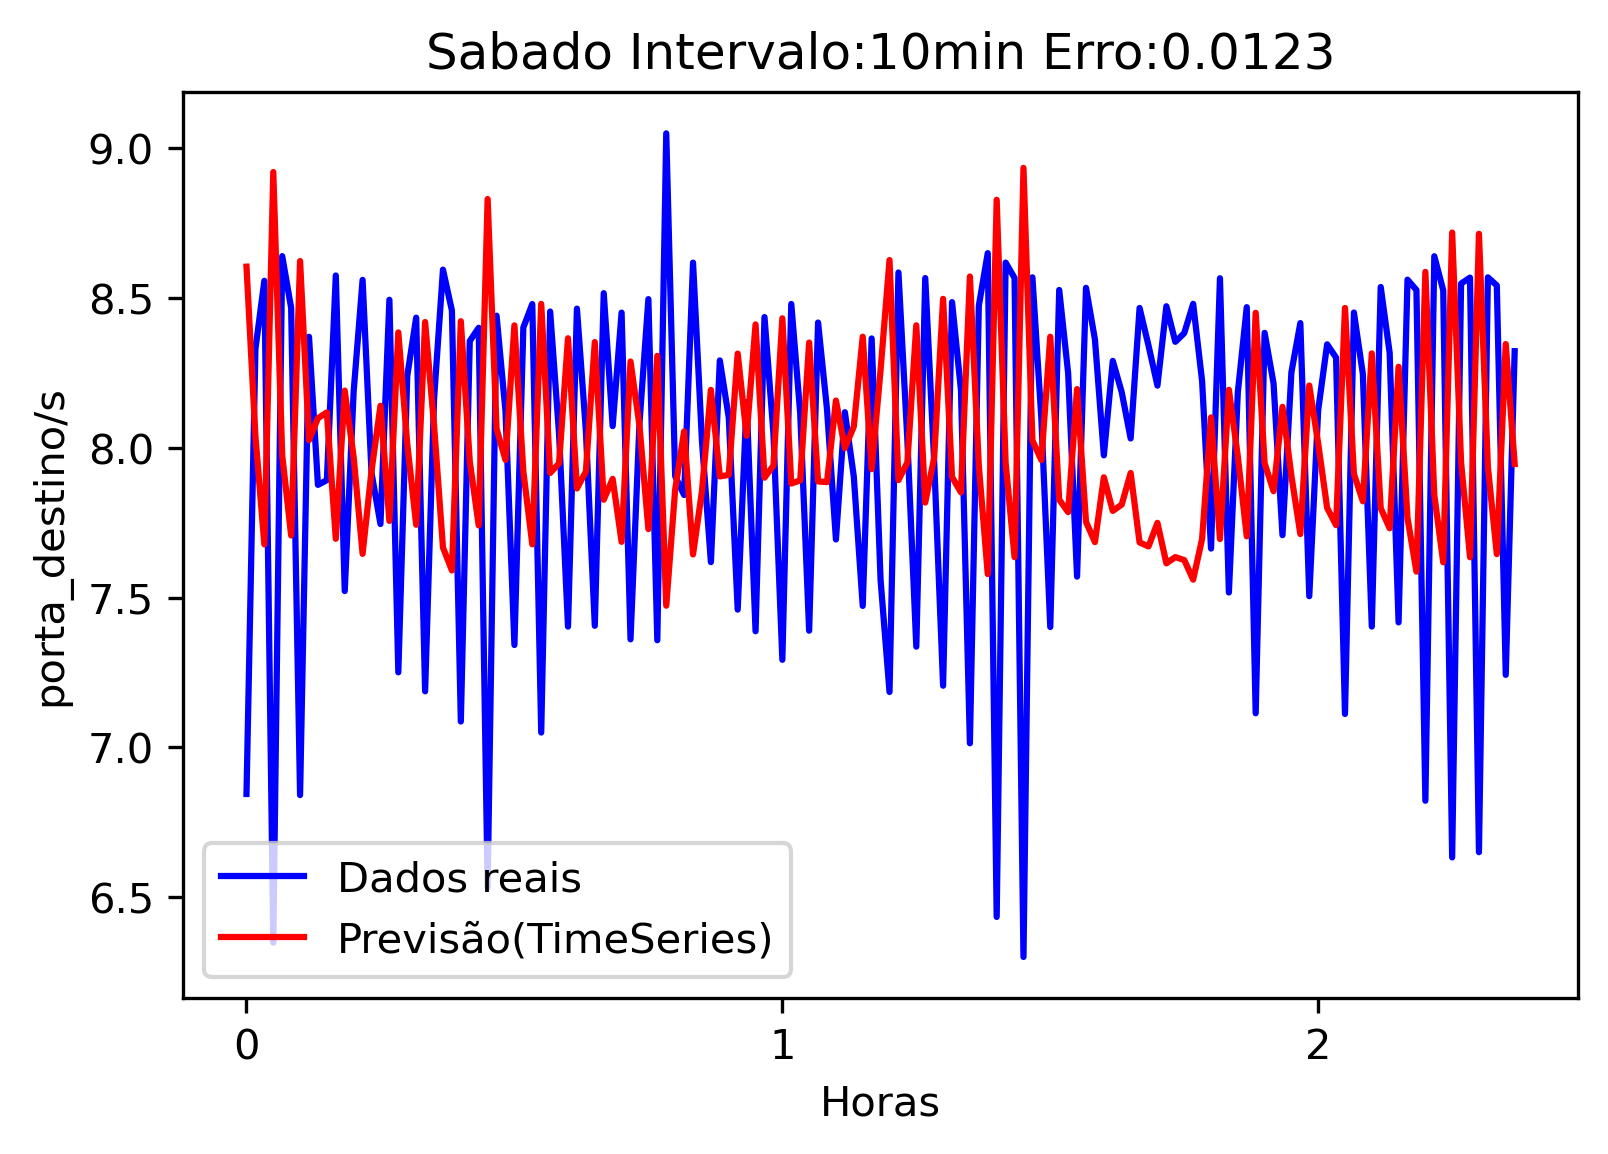 Sabado Intervalo:10min Erro:0.0123
9.0
8.5
8.0
7.5
7.0
6.5
porta_destino/s
Dados reais
Previsão(TimeSeries)
0 1 2
Horas